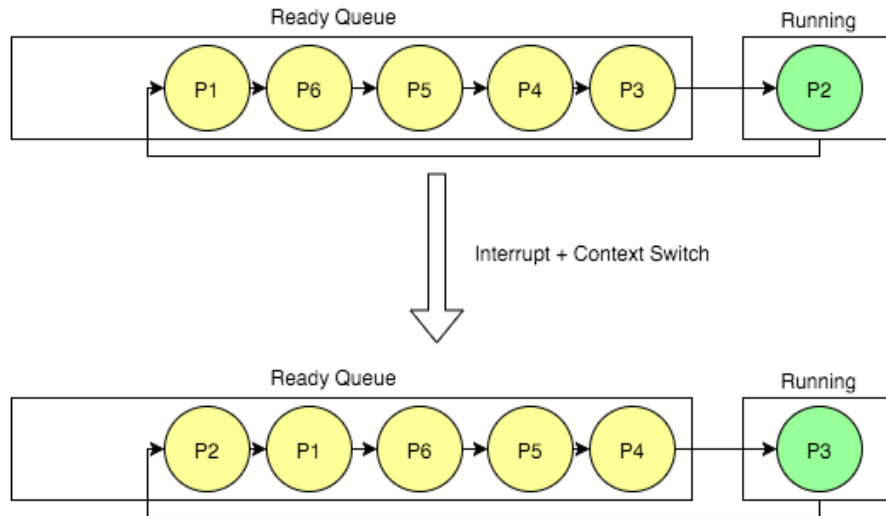 Ready Queue
Running
P1 P6 P5 P4 P3 P2
Interrupt + Context Switch
Ready Queue
Running
P2 P1 P6 P5 P4 P3